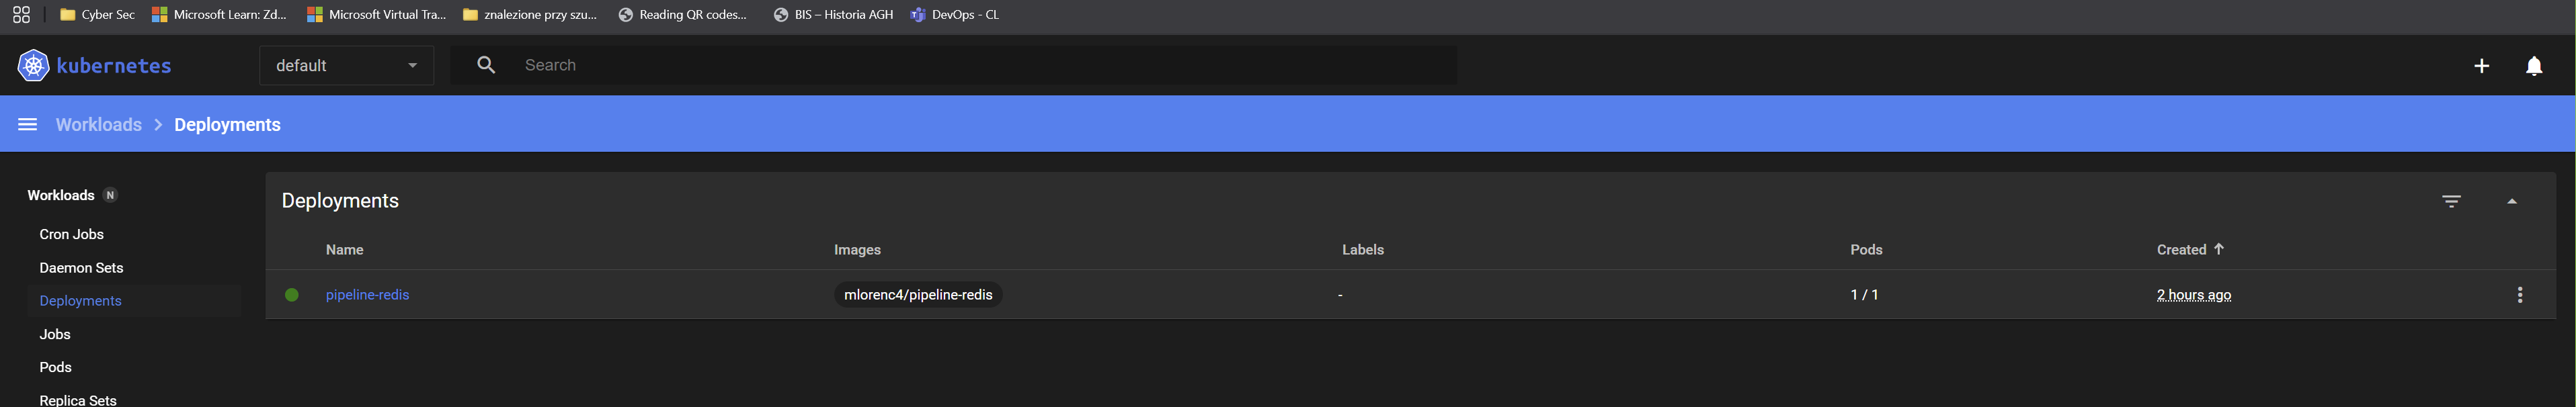 Cyber Sec Microsoft Learn: Zd... Microsoft Virtual Tra... znalezione przy szu... Reading QR codes... BIS – Historia AGH DevOps - CL
kubernetes default Search
Workloads Deployments
Workloads N
Cron Jobs
Daemon Sets
Deployments
Jobs
Pods
Replica Sets
Deployments
Name Images Labels Pods Created
pipeline-redis mlorenc4/pipeline-redis - 1 / 1 2 hours ago